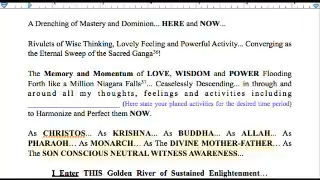 A Drenching of Mastery and Dominion... HERE and NOW...
Rivulets of Wise Thinking, Lovely Feeling and Powerful Activity... Converging as
the Eternal Sweep of the Sacred Ganga!
The Memory and Momentum of LOVE, WISDOM and POWER Flooding
Forth like a Million Niagara Falls... Ceaselessly Descending... in through and
around all my thoughts, feelings and activities including
(Here state your planed activities for the desired time period)
to Harmonize and Perfect them NOW.
As CHRISTOS... As KRISHNA... As BUDDHA... As ALLAH... As
PHARAOH... As MONARCH... As The DIVINE MOTHER-FATHER... As
The SON CONSCIOUS NEUTRAL WITNESS AWARENESS...
I Enter THIS Golden River of Sustained Enlightenment...